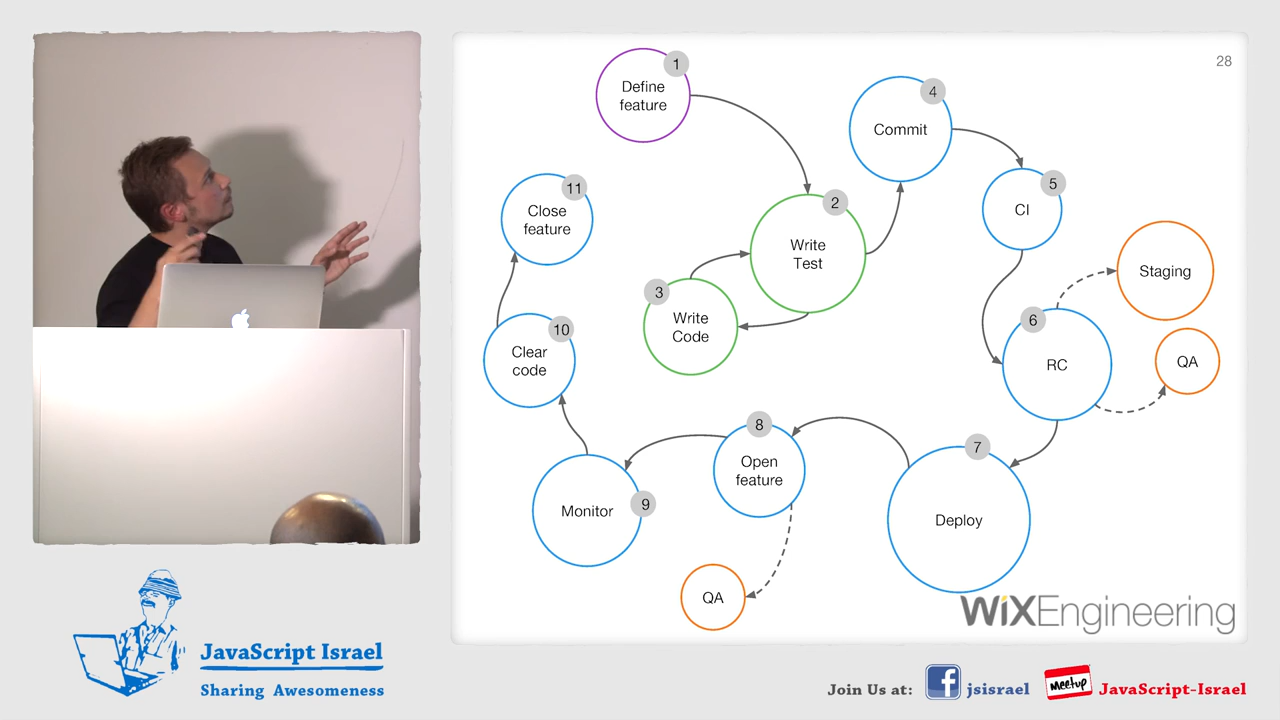 28
1
Define
feature
2
Write
Test
3
Write
Code
4
Commit
5
CI
6
RC
Staging
QA
7
Deploy
8
Open
feature
QA
9
Monitor
10
Clear
code
11
Close
feature
WiXEngineering
JavaScript Israel
Sharing Awesomeness
Join Us at:
f
jsisrael
Meetup
JavaScript-Israel